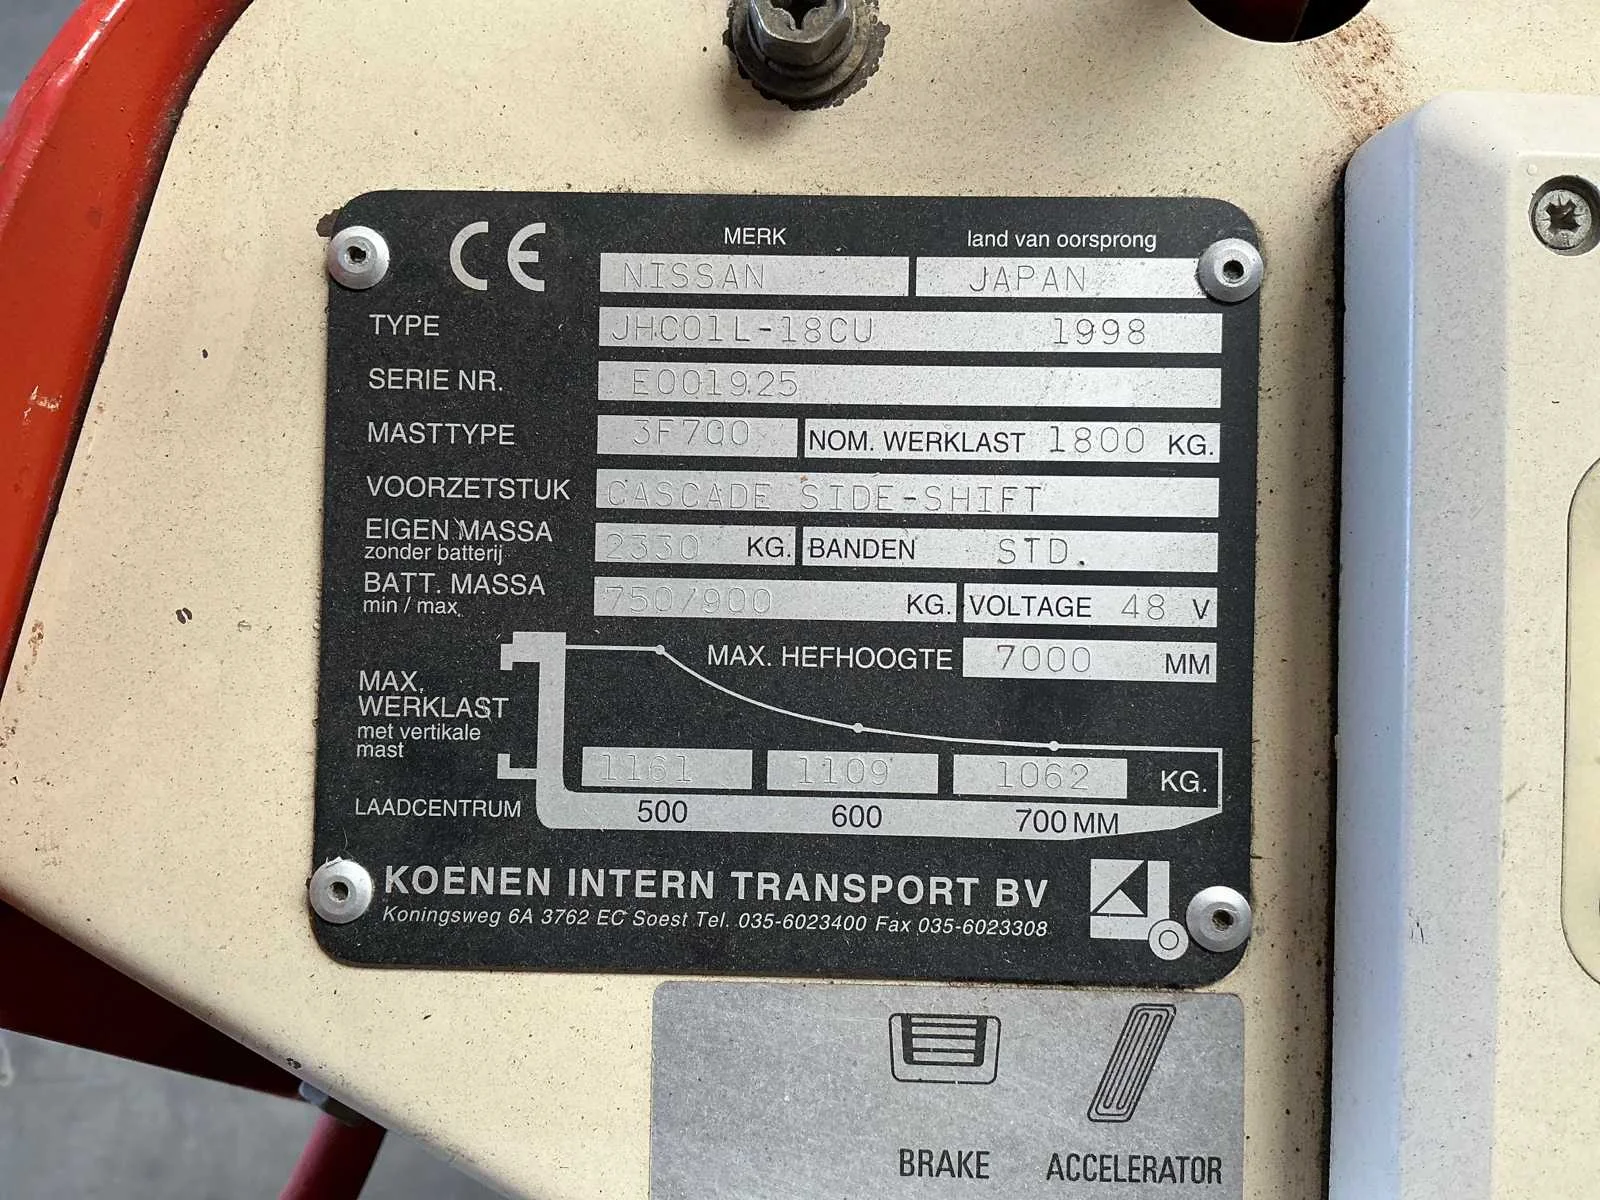 CE MERK land van oorsprong
NISSAN JAPAN
TYPE JHC01L-18CU 1998
SERIE NR. E001925
MASTTYPE 3F700 NOM. WERKLAST 1800 KG.
VOORZETSTUK CASCADE SIDE-SHIFT
EIGEN MASSA 2330 KG. BANDEN STD.
zonder batterij
BATT. MASSA 750/900 KG. VOLTAGE 48 V
min / max
MAX. HEFHOOGTE 7000 MM
MAX.
WERKLAST
met vertikale
mast
1161 1109 1062 KG.
LAADCENTRUM 500 600 700 MM
KOENEN INTERN TRANSPORT BV
Koningsweg 6A 3762 EC Soest Tel. 035-6023400 Fax 035-6023308
BRAKE ACCELERATOR